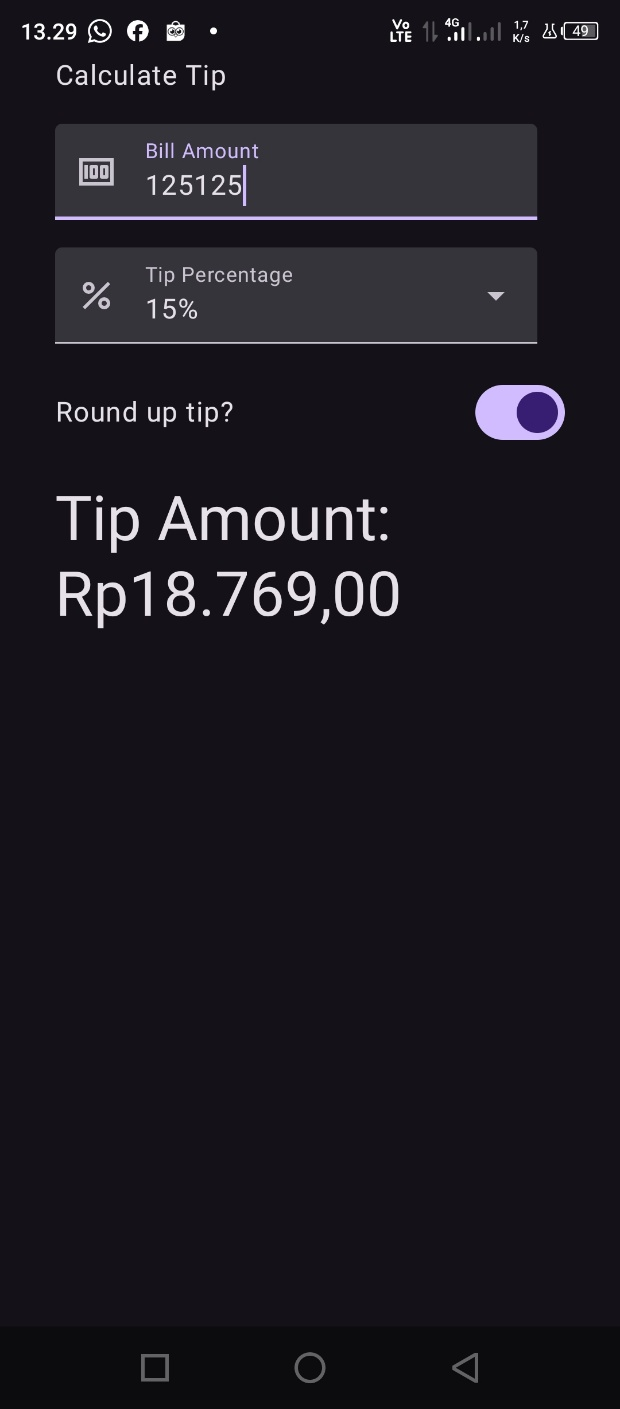 13.29 Vo LTE 4G 1,7 K/s 49
Calculate Tip
Bill Amount
100 125125
Tip Percentage
% 15%
Round up tip?
Tip Amount:
Rp18.769,00